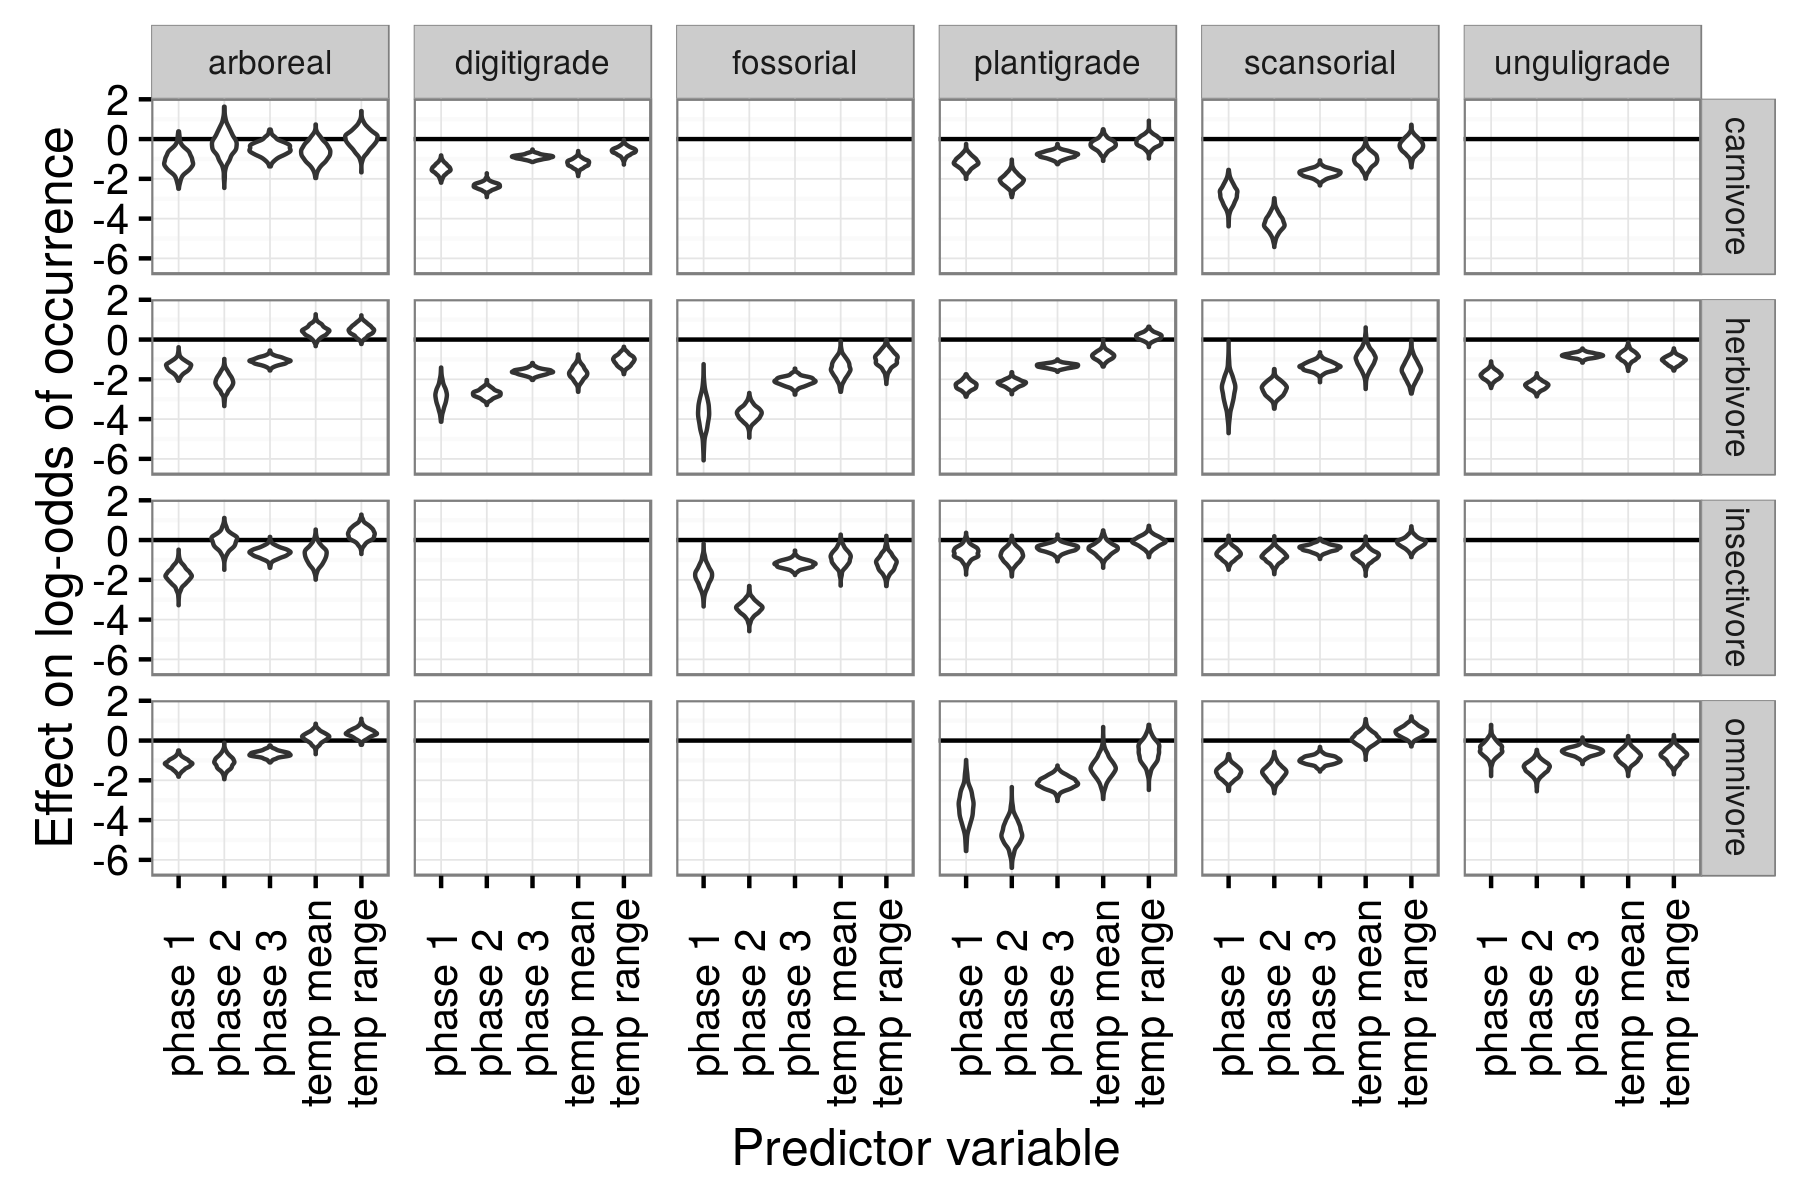 arboreal digitigrade fossorial plantigrade scansorial unguligrade
Effect on log-odds of occurrence
2
0
-2
-4
-6
carnivore
2
0
-2
-4
-6
herbivore
2
0
-2
-4
-6
insectivore
2
0
-2
-4
-6
omnivore
phase 1 phase 2 phase 3 temp mean temp range phase 1 phase 2 phase 3 temp mean temp range phase 1 phase 2 phase 3 temp mean temp range phase 1 phase 2 phase 3 temp mean temp range phase 1 phase 2 phase 3 temp mean temp range phase 1 phase 2 phase 3 temp mean temp range
Predictor variable